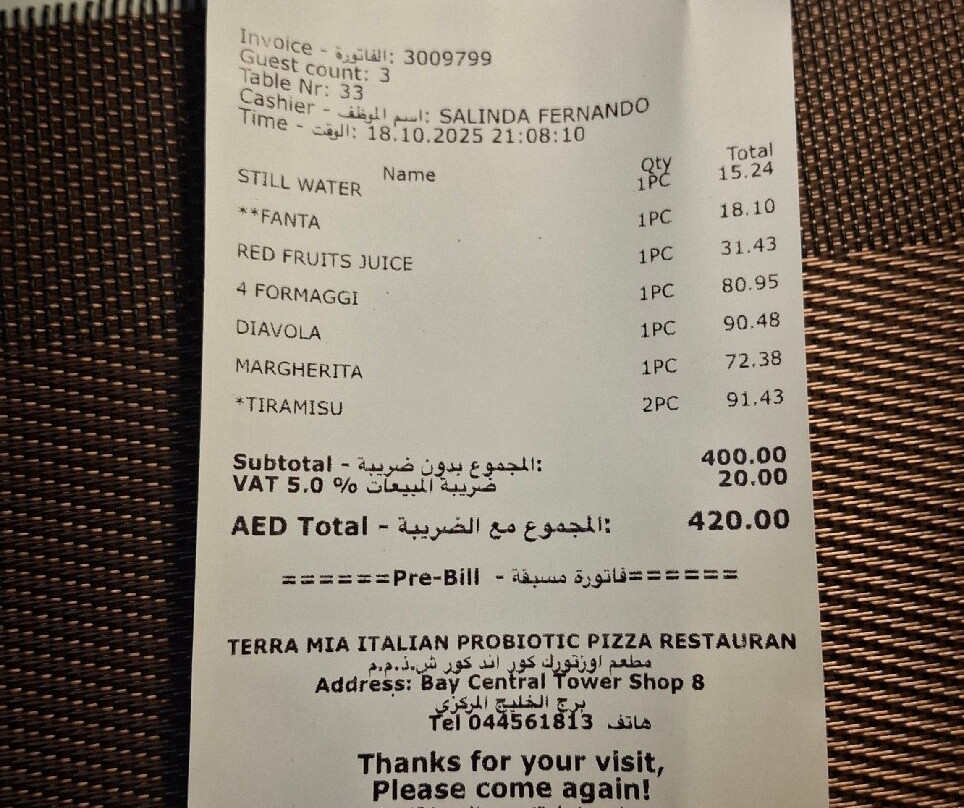 Invoice - الفاتورة: 3009799
Guest count: 3
Table Nr: 33
Cashier - اسم الموظف: SALINDA FERNANDO
Time - الوقت: 18.10.2025 21:08:10
Name Qty Total
STILL WATER 1PC 15.24
**FANTA 1PC 18.10
RED FRUITS JUICE 1PC 31.43
4 FORMAGGI 1PC 80.95
DIAVOLA 1PC 90.48
MARGHERITA 1PC 72.38
*TIRAMISU 2PC 91.43
Subtotal - المجموع بدون ضريبة: 400.00
VAT 5.0 % ضريبة المبيعات 20.00
AED Total - المجموع مع الضريبة: 420.00
======Pre-Bill - فاتورة مسبقة======
TERRA MIA ITALIAN PROBIOTIC PIZZA RESTAURAN
مطعم اوزتورك كور اند كور ش.ذ.م.م
Address: Bay Central Tower Shop 8
برج الخليج المركزي
Tel 044561813 هاتف
Thanks for your visit,
Please come again!